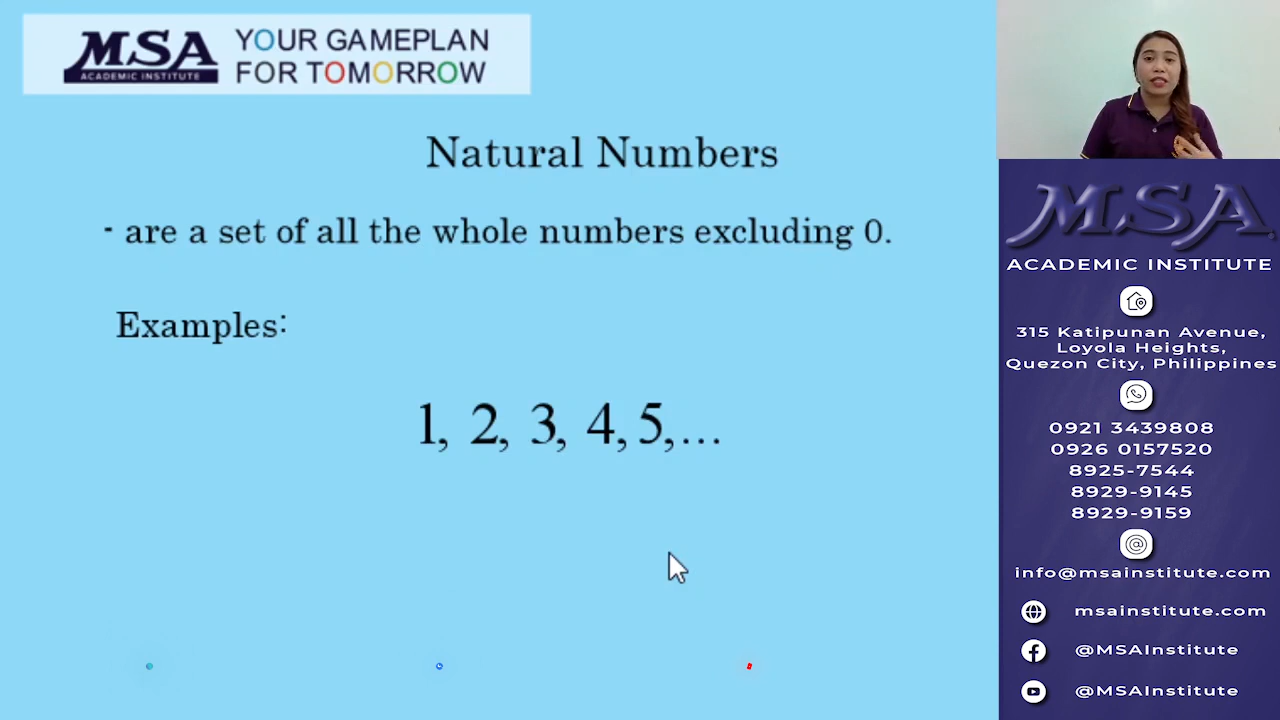 MSA
ACADEMIC INSTITUTE
YOUR GAMEPLAN
FOR TOMORROW
Natural Numbers
- are a set of all the whole numbers excluding 0.
Examples:
1, 2, 3, 4, 5,...
MSA
ACADEMIC INSTITUTE
315 Katipunan Avenue,
Loyola Heights,
Quezon City, Philippines
0921 3439808
0926 0157520
8925-7544
8929-9145
8929-9159
info@msainstitute.com
msainstitute.com
@MSAInstitute
@MSAInstitute